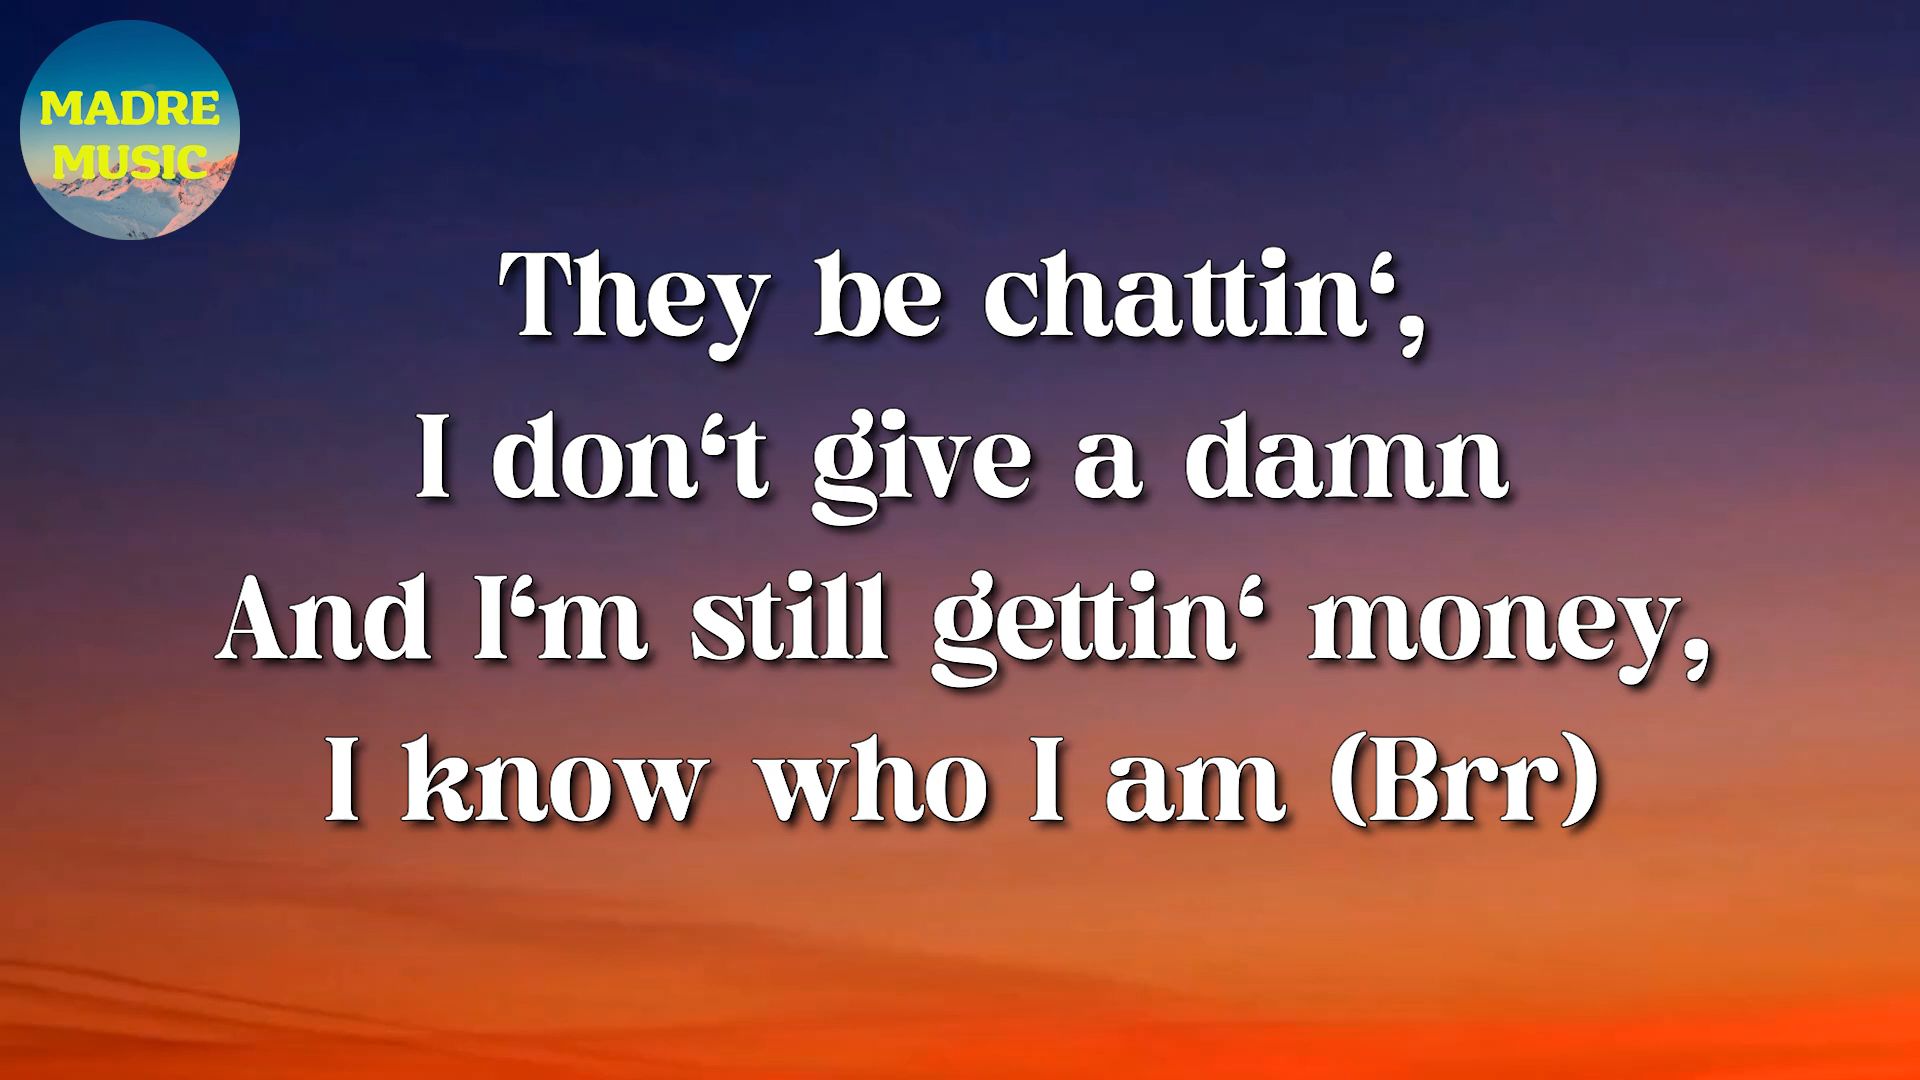 MADRE
MUSIC
They be chattin‘,
I don‘t give a damn
And I‘m still gettin‘ money,
I know who I am (Brr)